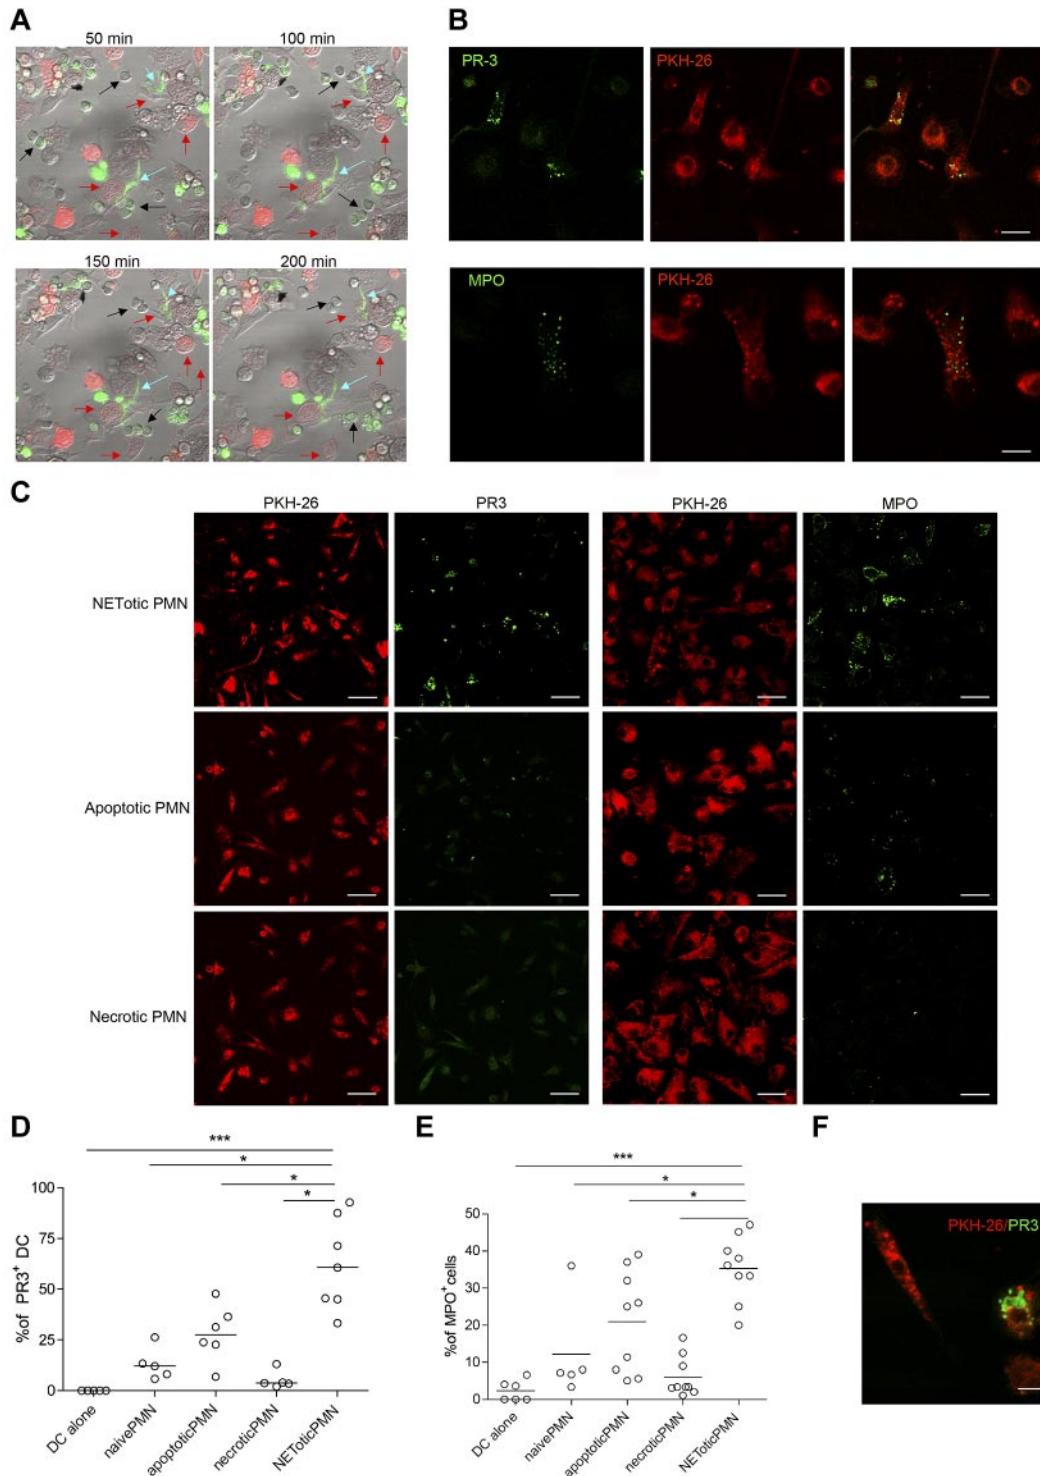 A
50 min
100 min
150 min
200 min
B
PR-3
PKH-26
MPO
PKH-26
C
PKH-26
PR3
PKH-26
MPO
NETotic PMN
Apoptotic PMN
Necrotic PMN
D
***
*
*
*
100
75
50
25
0
%of PR3+ DC
DC alone
naivePMN
apoptoticPMN
necroticPMN
NEToticPMN
E
***
*
*
50
40
30
20
10
0
%of MPO+cells
DC alone
naivePMN
apoptoticPMN
necroticPMN
NEToticPMN
F
PKH-26/PR3